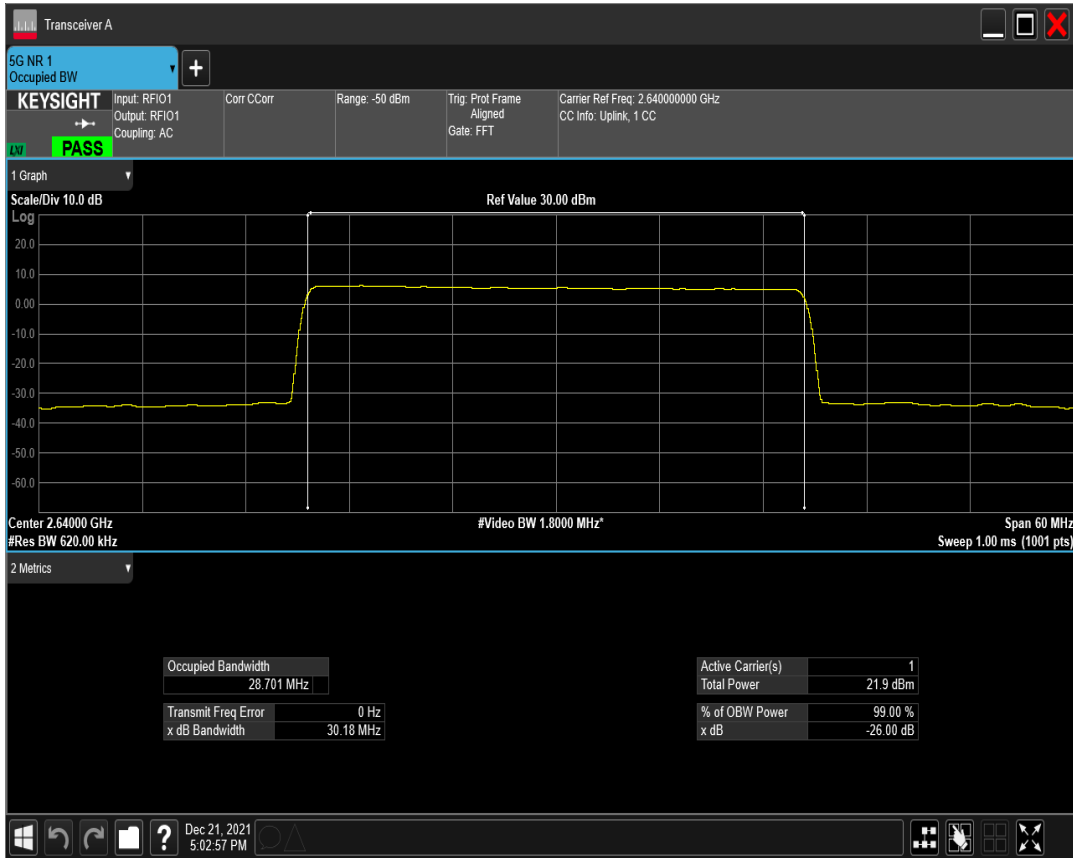 Transceiver A
5G NR 1
Occupied BW
KEYSIGHT
LXI
PASS
Input: RFIO1
Output: RFIO1
Coupling: AC
Corr CCorr
Range: -50 dBm
Trig: Prot Frame
Aligned
Gate: FFT
Carrier Ref Freq: 2.640000000 GHz
CC Info: Uplink, 1 CC
1 Graph
Scale/Div 10.0 dB
Ref Value 30.00 dBm
Log
20.0
10.0
0.00
-10.0
-20.0
-30.0
-40.0
-50.0
-60.0
Center 2.64000 GHz
#Video BW 1.8000 MHz*
Span 60 MHz
#Res BW 620.00 kHz
Sweep 1.00 ms (1001 pts)
2 Metrics
Occupied Bandwidth
28.701 MHz
Transmit Freq Error 0 Hz
x dB Bandwidth 30.18 MHz
Active Carrier(s) 1
Total Power 21.9 dBm
% of OBW Power 99.00 %
x dB -26.00 dB
?
Dec 21, 2021
5:02:57 PM